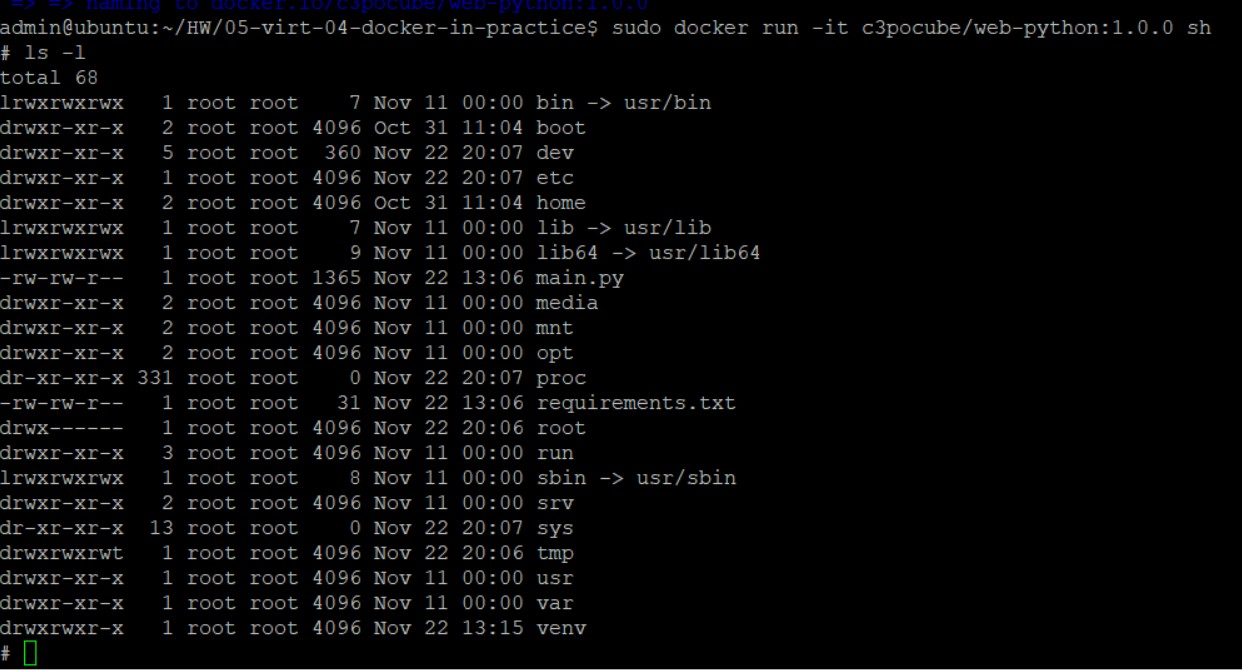 => => naming to docker.io/c3pocube/web-python:1.0.0
admin@ubuntu:~/HW/05-virt-04-docker-in-practice$ sudo docker run -it c3pocube/web-python:1.0.0 sh
# ls -l
total 68
lrwxrwxrwx   1 root root    7 Nov 11 00:00 bin -> usr/bin
drwxr-xr-x   2 root root 4096 Oct 31 11:04 boot
drwxr-xr-x   5 root root  360 Nov 22 20:07 dev
drwxr-xr-x   1 root root 4096 Nov 22 20:07 etc
drwxr-xr-x   2 root root 4096 Oct 31 11:04 home
lrwxrwxrwx   1 root root    7 Nov 11 00:00 lib -> usr/lib
lrwxrwxrwx   1 root root    9 Nov 11 00:00 lib64 -> usr/lib64
-rw-rw-r--   1 root root 1365 Nov 22 13:06 main.py
drwxr-xr-x   2 root root 4096 Nov 11 00:00 media
drwxr-xr-x   2 root root 4096 Nov 11 00:00 mnt
drwxr-xr-x   2 root root 4096 Nov 11 00:00 opt
dr-xr-xr-x 331 root root    0 Nov 22 20:07 proc
-rw-rw-r--   1 root root   31 Nov 22 13:06 requirements.txt
drwx------   1 root root 4096 Nov 22 20:06 root
drwxr-xr-x   3 root root 4096 Nov 11 00:00 run
lrwxrwxrwx   1 root root    8 Nov 11 00:00 sbin -> usr/sbin
drwxr-xr-x   2 root root 4096 Nov 11 00:00 srv
dr-xr-xr-x  13 root root    0 Nov 22 20:07 sys
drwxrwxrwt   1 root root 4096 Nov 22 20:06 tmp
drwxr-xr-x   1 root root 4096 Nov 11 00:00 usr
drwxr-xr-x   1 root root 4096 Nov 11 00:00 var
drwxrwxr-x   1 root root 4096 Nov 22 13:15 venv
#